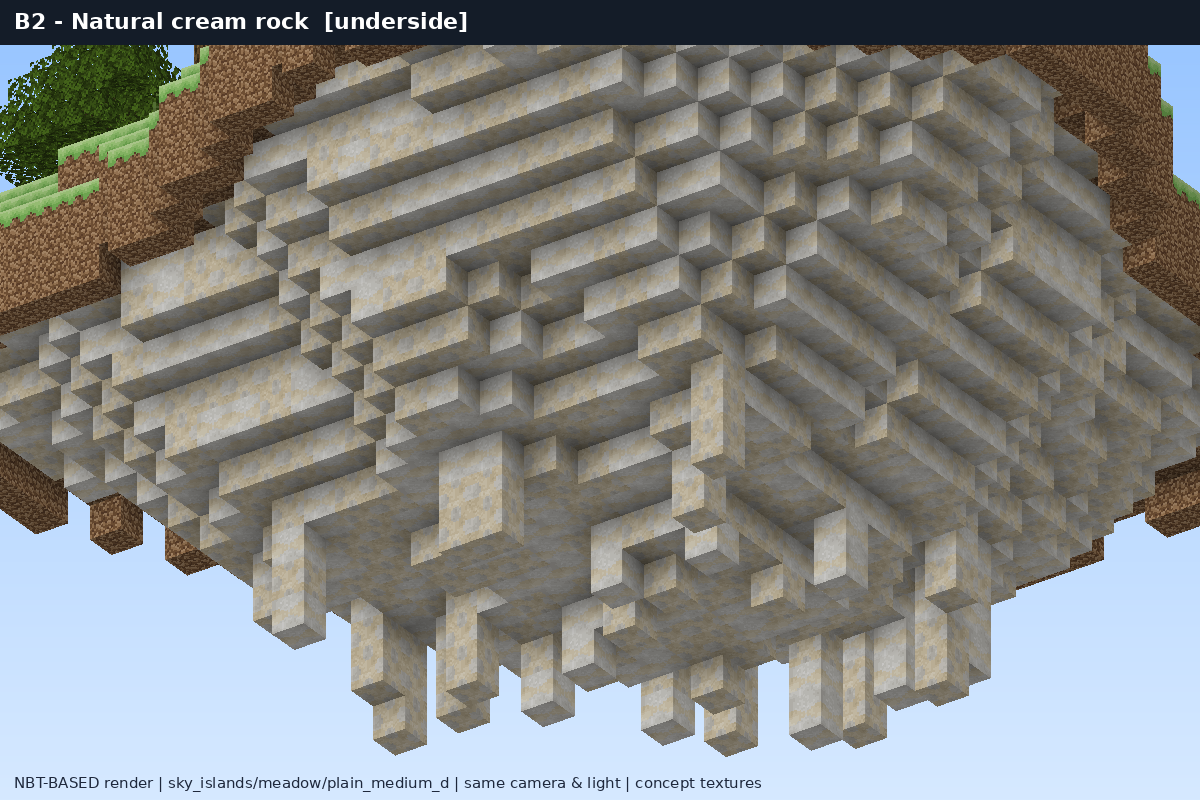 B2 - Natural cream rock  [underside]
NBT-BASED render | sky_islands/meadow/plain_medium_d | same camera & light | concept textures